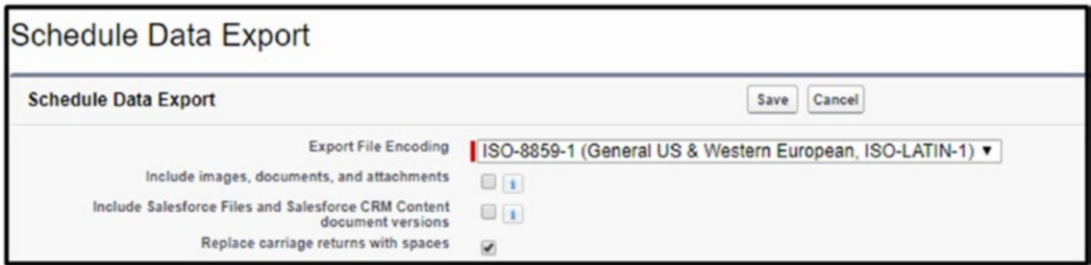 Schedule Data Export
Schedule Data Export
Save Cancel
Export File Encoding ISO-8859-1 (General US & Western European, ISO-LATIN-1)
Include images, documents, and attachments i
Include Salesforce Files and Salesforce CRM Content
document versions i
Replace carriage returns with spaces